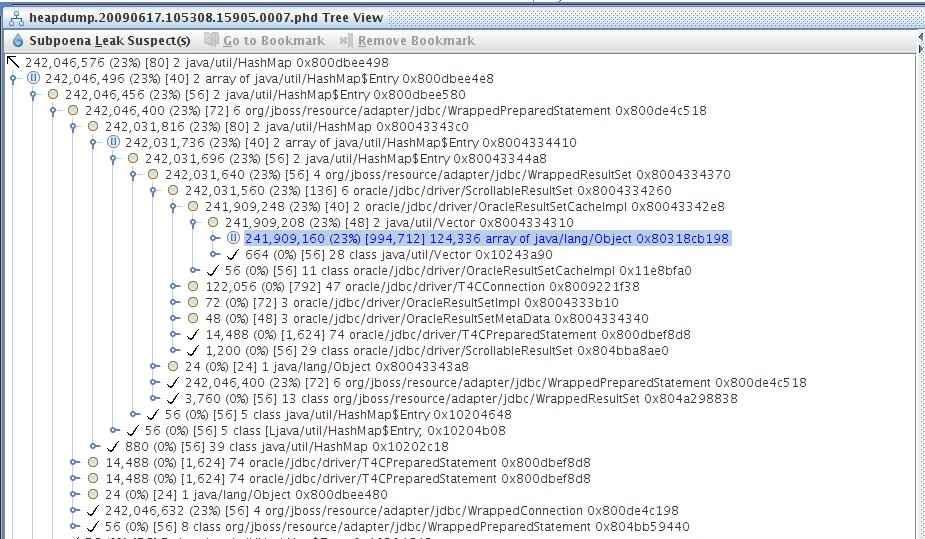 heapdump.20090617.105308.15905.0007.phd Tree View
Subpoena Leak Suspect(s) Go to Bookmark Remove Bookmark
242,046,576 (23%) [80] 2 java/util/HashMap 0x800dbee498
242,046,496 (23%) [40] 2 array of java/util/HashMap$Entry 0x800dbee4e8
242,046,456 (23%) [56] 2 java/util/HashMap$Entry 0x800dbee580
242,046,400 (23%) [72] 6 org/jboss/resource/adapter/jdbc/WrappedPreparedStatement 0x800de4c518
242,031,816 (23%) [80] 2 java/util/HashMap 0x80043343c0
242,031,736 (23%) [40] 2 array of java/util/HashMap$Entry 0x8004334410
242,031,696 (23%) [56] 2 java/util/HashMap$Entry 0x80043344a8
242,031,640 (23%) [56] 4 org/jboss/resource/adapter/jdbc/WrappedResultSet 0x8004334370
242,031,560 (23%) [136] 6 oracle/jdbc/driver/ScrollableResultSet 0x8004334260
241,909,248 (23%) [40] 2 oracle/jdbc/driver/OracleResultSetCacheImpl 0x80043342e8
241,909,208 (23%) [48] 2 java/util/Vector 0x8004334310
241,909,160 (23%) [994,712] 124,336 array of java/lang/Object 0x80318cb198
664 (0%) [56] 28 class java/util/Vector 0x10243a90
56 (0%) [56] 11 class oracle/jdbc/driver/OracleResultSetCacheImpl 0x11e8bfa0
122,056 (0%) [792] 47 oracle/jdbc/driver/T4CConnection 0x8009221f38
72 (0%) [72] 3 oracle/jdbc/driver/OracleResultSetImpl 0x8004333b10
48 (0%) [48] 3 oracle/jdbc/driver/OracleResultSetMetaData 0x8004334340
14,488 (0%) [1,624] 74 oracle/jdbc/driver/T4CPreparedStatement 0x800dbef8d8
1,200 (0%) [56] 29 class oracle/jdbc/driver/ScrollableResultSet 0x804bba8ae0
24 (0%) [24] 1 java/lang/Object 0x80043343a8
242,046,400 (23%) [72] 6 org/jboss/resource/adapter/jdbc/WrappedPreparedStatement 0x800de4c518
3,760 (0%) [56] 13 class org/jboss/resource/adapter/jdbc/WrappedResultSet 0x804a298838
56 (0%) [56] 5 class java/util/HashMap$Entry 0x10204648
56 (0%) [56] 5 class [Ljava/util/HashMap$Entry; 0x10204b08
880 (0%) [56] 39 class java/util/HashMap 0x10202c18
14,488 (0%) [1,624] 74 oracle/jdbc/driver/T4CPreparedStatement 0x800dbef8d8
14,488 (0%) [1,624] 74 oracle/jdbc/driver/T4CPreparedStatement 0x800dbef8d8
24 (0%) [24] 1 java/lang/Object 0x800dbee480
242,046,632 (23%) [56] 4 org/jboss/resource/adapter/jdbc/WrappedConnection 0x800de4c198
56 (0%) [56] 8 class org/jboss/resource/adapter/jdbc/WrappedPreparedStatement 0x804bb59440